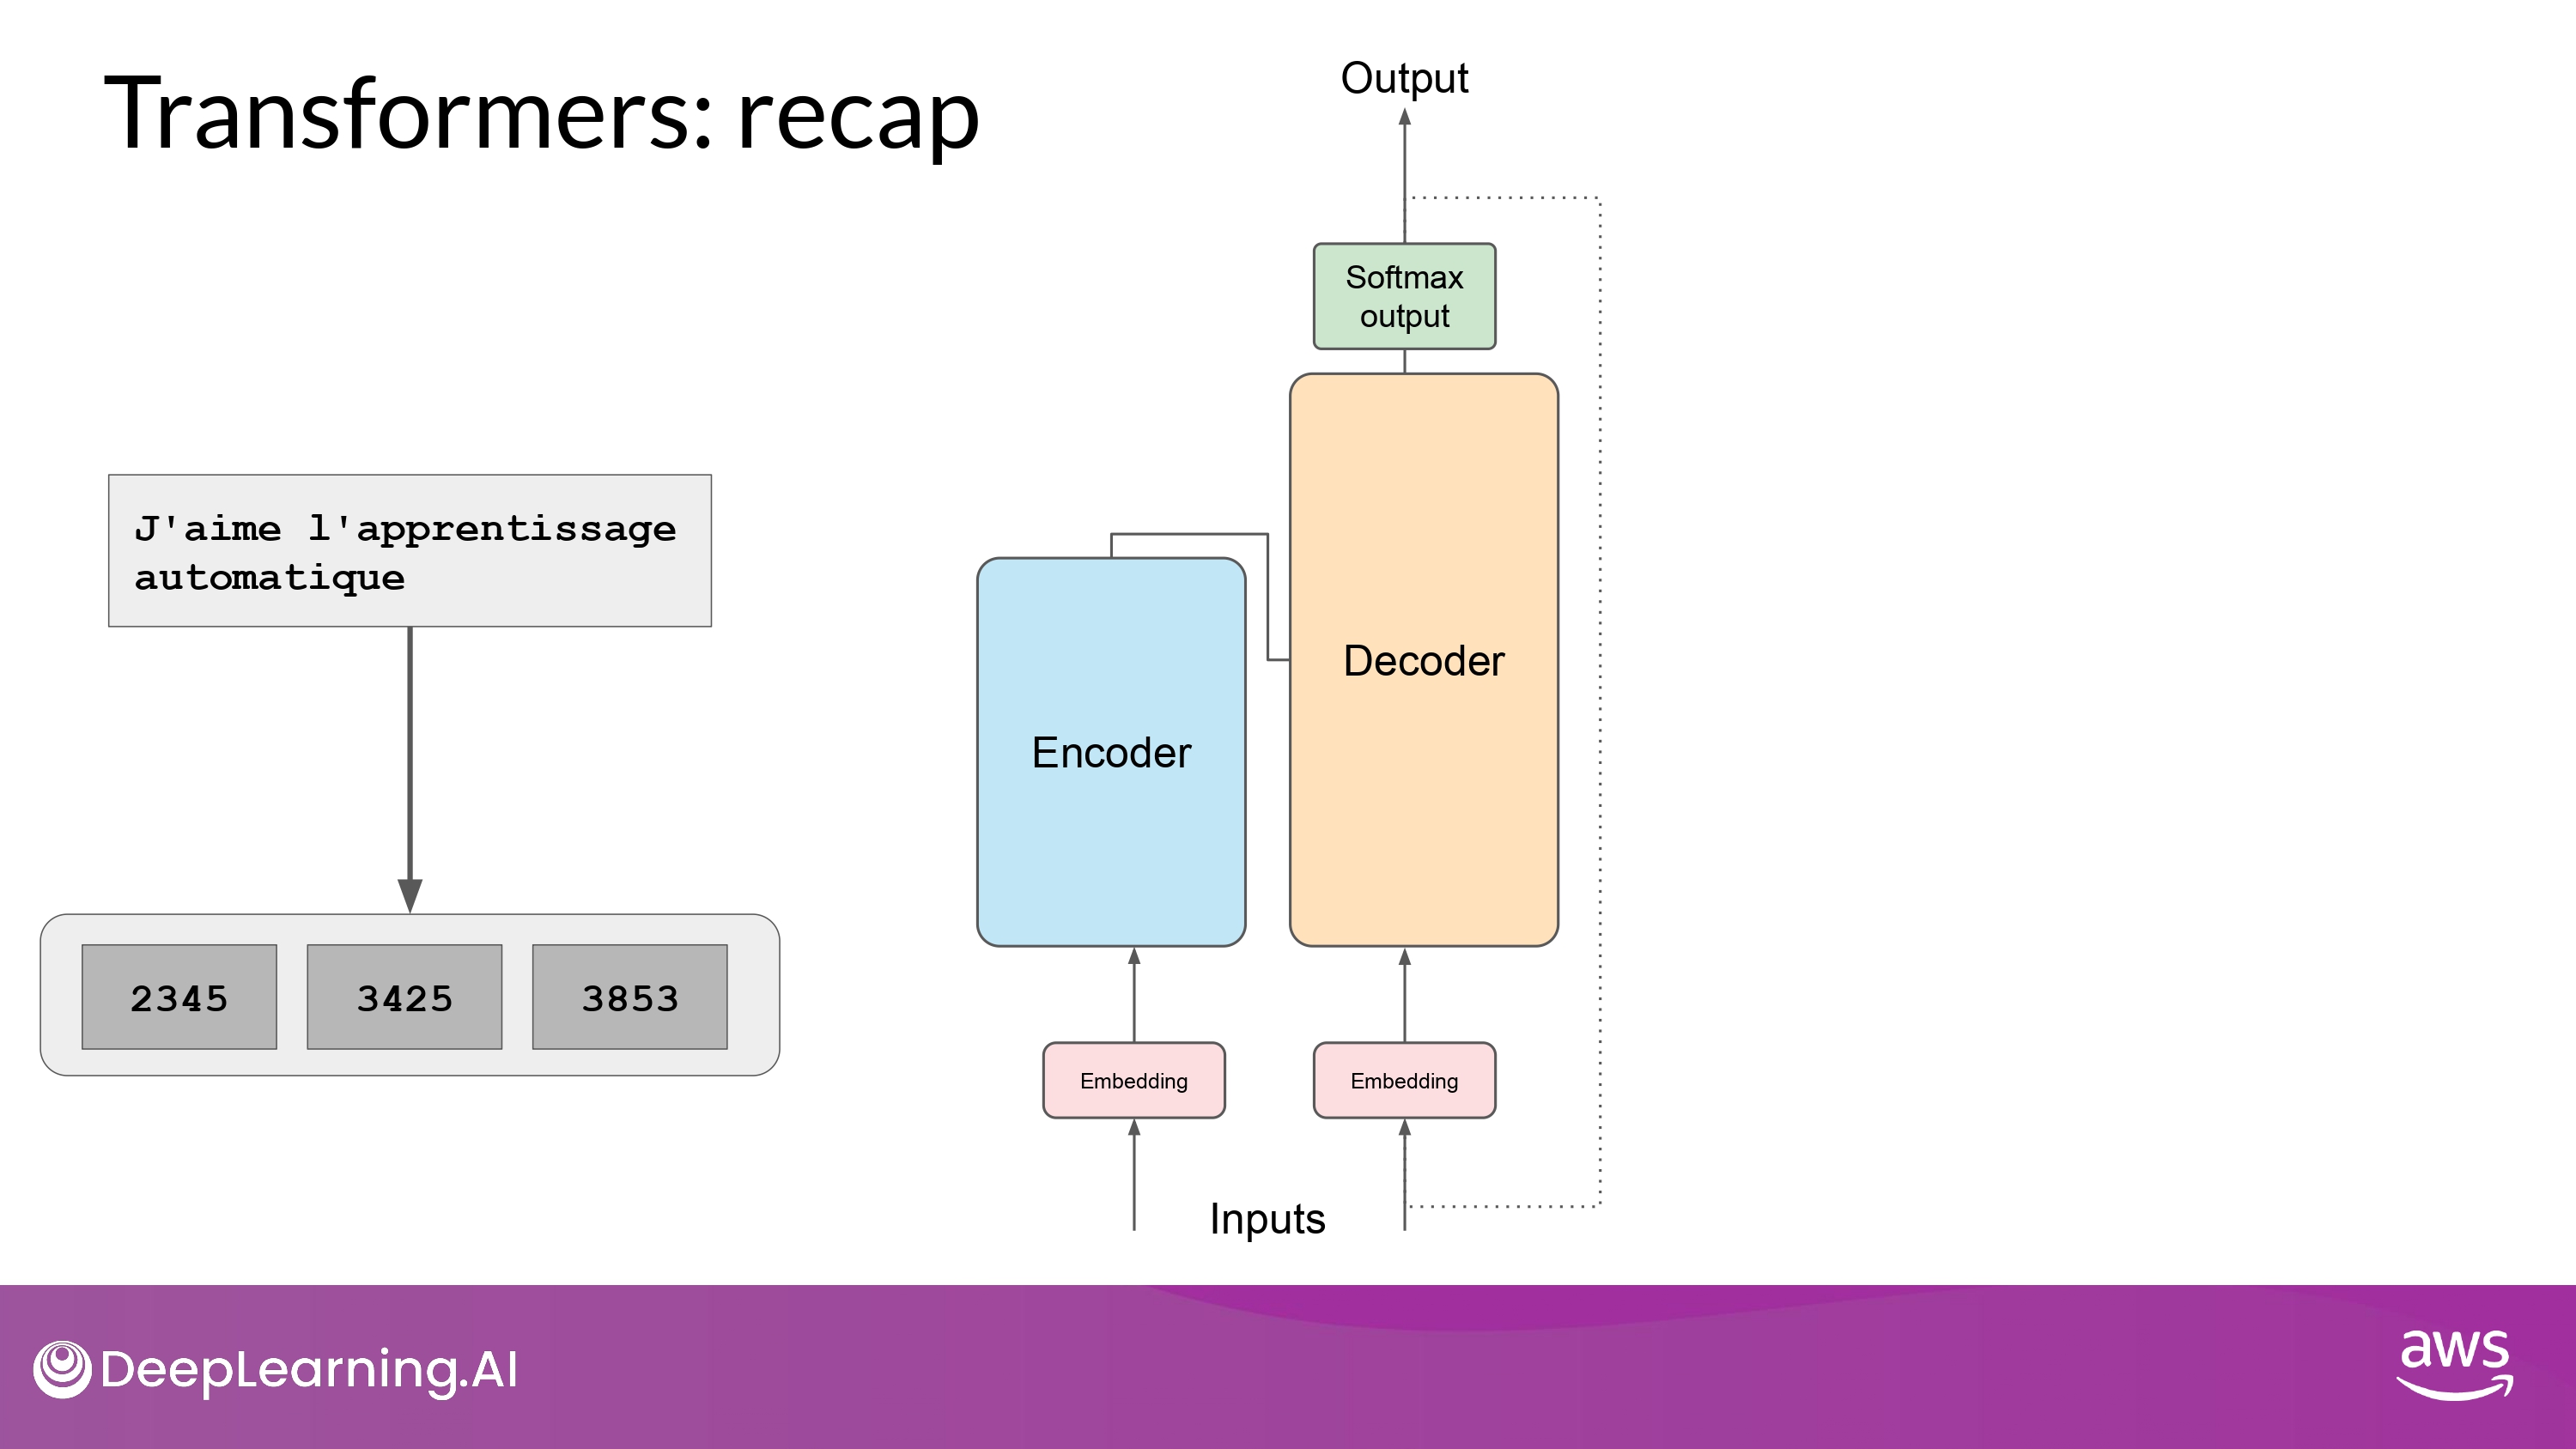 Transformers: recap
Output
Softmax
output
J'aime l'apprentissage
automatique
Decoder
Encoder
2345 3425 3853
Embedding Embedding
Inputs
DeepLearning.AI
aws